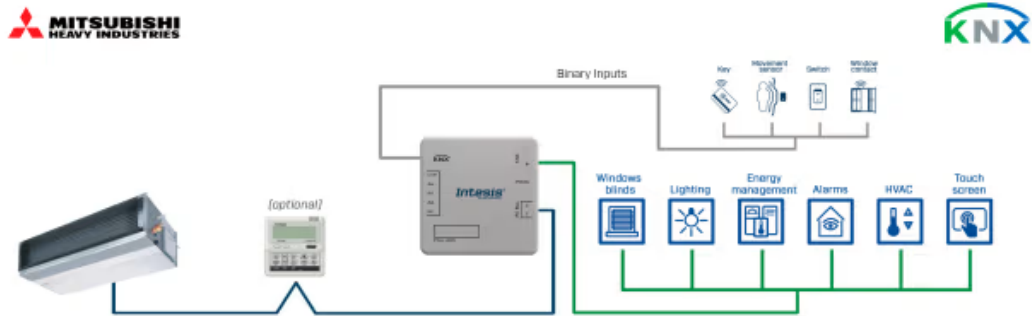 MITSUBISHI
HEAVY INDUSTRIES
KNX
Binary Inputs
Key
Movement
sensor
Switch
Window
contact
KNX
Intesis
[optional]
Windows
blinds
Lighting
Energy
management
Alarms
HVAC
Touch
screen